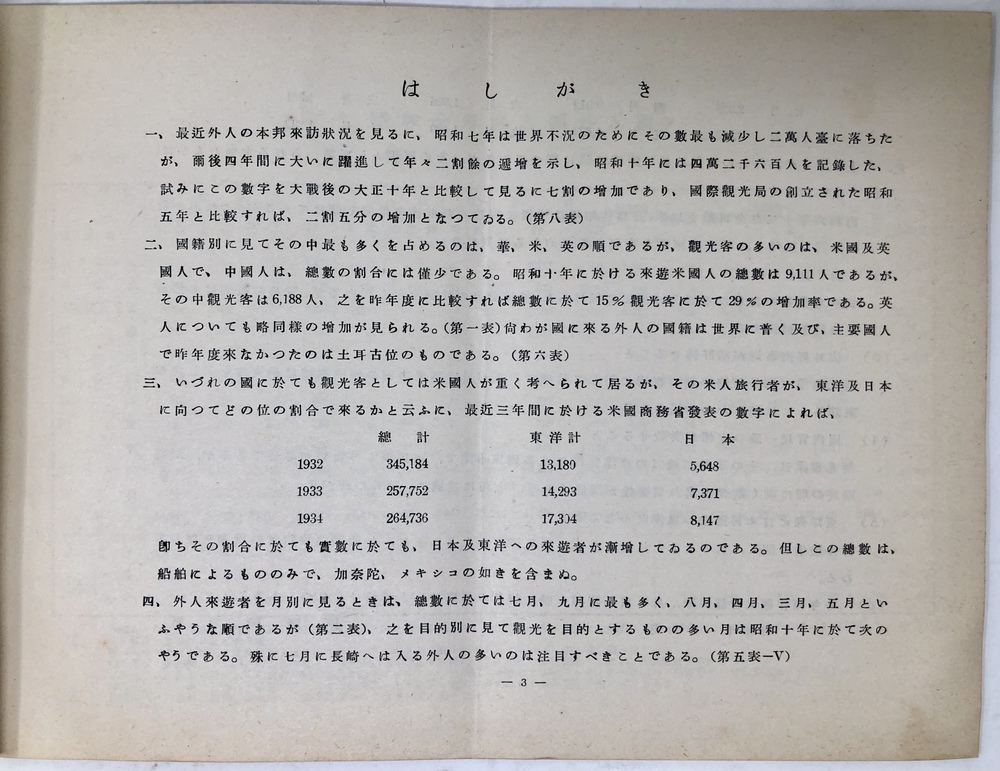 はしがき
一、最近外人の本邦來訪狀況を見るに、昭和七年は世界不況のためにその數最も減少し二萬人臺に落ちた
が、爾後四年間に大いに躍進して年々二割餘の遞增を示し、昭和十年には四萬二千六百人を記錄した、
試みにこの數字を大戰後の大正十年と比較して見るに七割の增加であり、國際觀光局の創立された昭和
五年と比較すれば、二割五分の增加となつてゐる。(第八表)
二、國籍別に見てその中最も多くを占めるのは、華、米、英の順であるが、觀光客の多いのは、米國及英
國人で、中國人は、總數の割合には僅少である。昭和十年に於ける來遊米國人の總數は9,111人であるが、
その中觀光客は6,188人、之を昨年度に比較すれば總數に於て15%觀光客に於て29%の增加率である。英
人についても略同樣の增加が見られる。(第一表)尙わが國に來る外人の國籍は世界に普く及び、主要國人
で昨年度來なかつたのは土耳古位のものである。(第六表)
三、いづれの國に於ても觀光客としては米國人が重く考へられて居るが、その米人旅行者が、東洋及日本
に向つてどの位の割合で來るかと云ふに、最近三年間に於ける米國商務省發表の數字によれば、
總計 東洋計 日本
1932 345,184 13,189 5,648
1933 257,752 14,293 7,371
1934 264,736 17,394 8,147
卽ちその割合に於ても實數に於ても、日本及東洋への來遊者が漸增してゐるのである。但しこの總數は、
船舶によるもののみで、加奈陀、メキシコの如きを含まぬ。
四、外人來遊者を月別に見るときは、總數に於ては七月、九月に最も多く、八月、四月、三月、五月とい
ふやうな順であるが(第二表)、之を目的別に見て觀光を目的とするものの多い月は昭和十年に於て次の
やうである。殊に七月に長崎へは入る外人の多いのは注目すべきことである。(第五表—V)
— 3 —